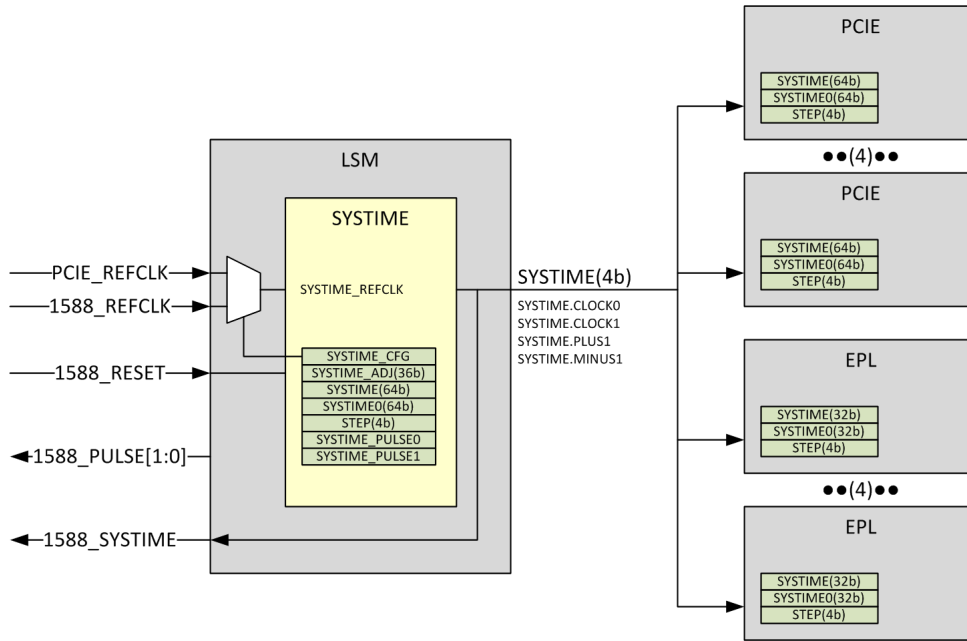 PCIE
SYSTIME(64b)
SYSTIME0(64b)
STEP(4b)
●●(4)●●
PCIE
SYSTIME(64b)
SYSTIME0(64b)
STEP(4b)
LSM
SYSTIME
PCIE_REFCLK
1588_REFCLK
1588_RESET
1588_PULSE[1:0]
1588_SYSTIME
SYSTIME_REFCLK
SYSTIME_CFG
SYSTIME_ADJ(36b)
SYSTIME(64b)
SYSTIME0(64b)
STEP(4b)
SYSTIME_PULSE0
SYSTIME_PULSE1
SYSTIME(4b)
SYSTIME.CLOCK0
SYSTIME.CLOCK1
SYSTIME.PLUS1
SYSTIME.MINUS1
EPL
SYSTIME(32b)
SYSTIME0(32b)
STEP(4b)
●●(4)●●
EPL
SYSTIME(32b)
SYSTIME0(32b)
STEP(4b)